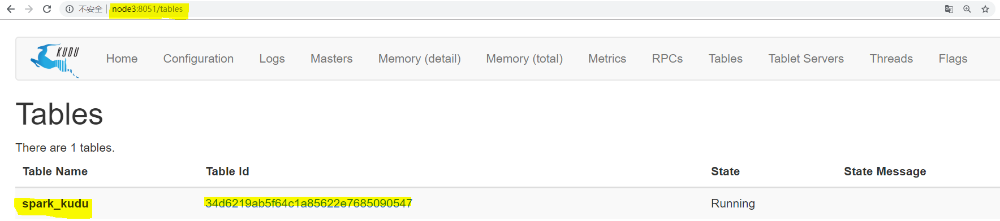 不安全 node3:8051/tables
KUDU Home Configuration Logs Masters Memory (detail) Memory (total) Metrics RPCs Tables Tablet Servers Threads Flags
Tables
There are 1 tables.
Table Name Table Id State State Message
spark_kudu 34d6219ab5f64c1a85622e7685090547 Running